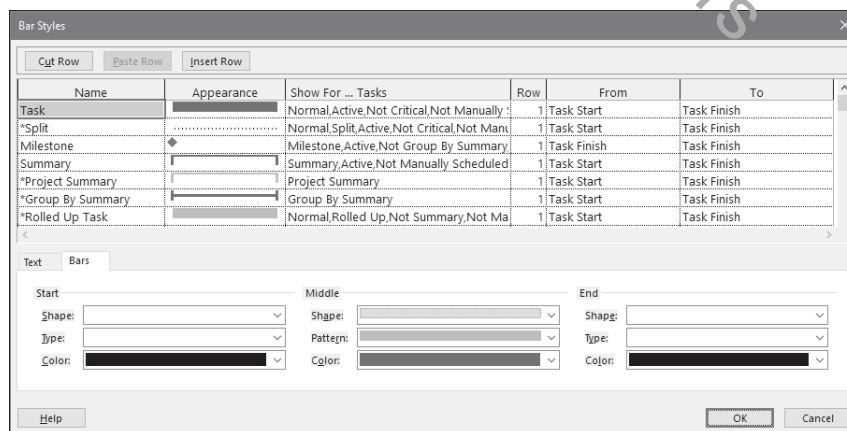 Bar Styles
Cut Row Paste Row Insert Row
Name Appearance Show For ... Tasks Row From To
Task Normal,Active,Not Critical,Not Manually 1 Task Start Task Finish
*Split Normal,Split,Active,Not Critical,Not Manu 1 Task Start Task Finish
Milestone Milestone,Active,Not Group By Summary 1 Task Finish Task Finish
Summary Summary,Active,Not Manually Scheduled 1 Task Start Task Finish
*Project Summary Project Summary 1 Task Start Task Finish
*Group By Summary Group By Summary 1 Task Start Task Finish
*Rolled Up Task Normal,Rolled Up,Not Summary,Not Ma 1 Task Start Task Finish
Text Bars
Start Middle End
Shape: Shape: Shape:
Type: Pattern: Type:
Color: Color: Color:
Help OK Cancel